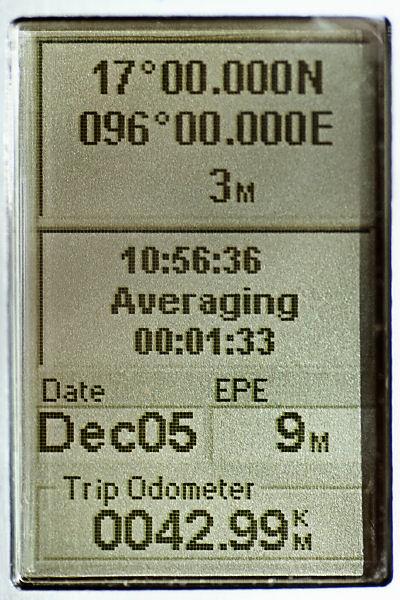 17°00.000N
096°00.000E
3M
10:56:36
Averaging
00:01:33
Date EPE
Dec05 9M
Trip Odometer
0042.99KM